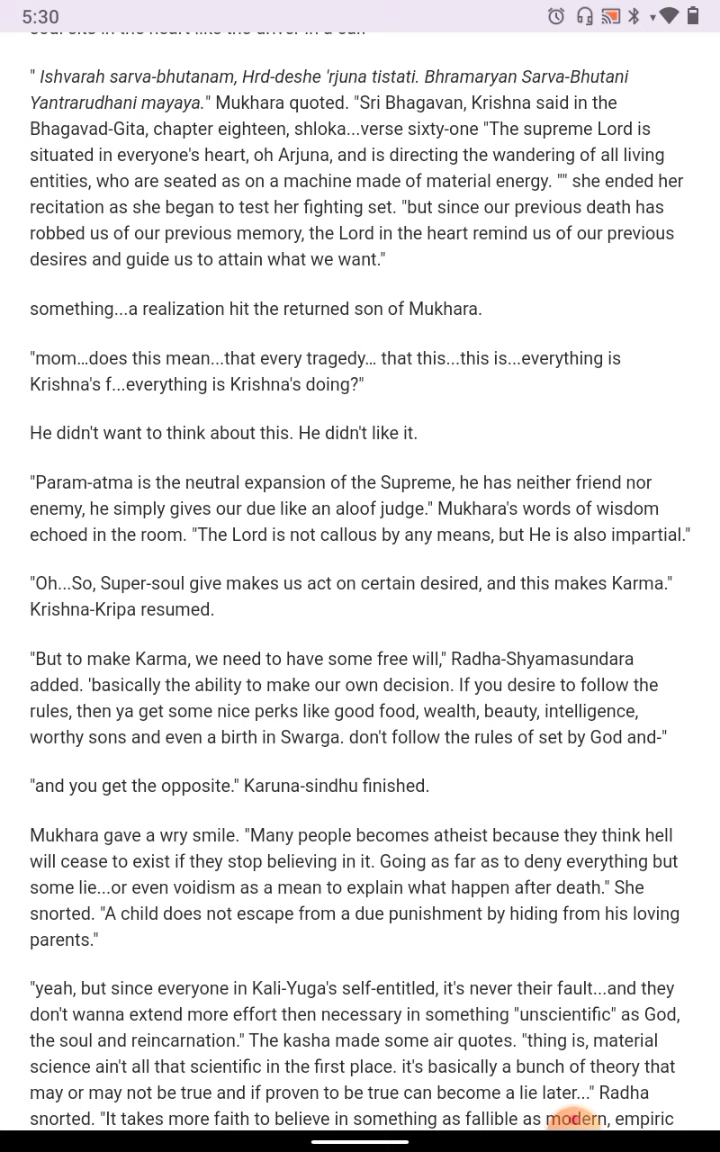 5:30
" Ishvarah sarva-bhutanam, Hrd-deshe 'rjuna tistati. Bhramaryan Sarva-Bhutani
Yantrarudhani mayaya." Mukhara quoted. "Sri Bhagavan, Krishna said in the
Bhagavad-Gita, chapter eighteen, shloka...verse sixty-one "The supreme Lord is
situated in everyone's heart, oh Arjuna, and is directing the wandering of all living
entities, who are seated as on a machine made of material energy. "" she ended her
recitation as she began to test her fighting set. "but since our previous death has
robbed us of our previous memory, the Lord in the heart remind us of our previous
desires and guide us to attain what we want."
something...a realization hit the returned son of Mukhara.
"mom…does this mean...that every tragedy… that this...this is...everything is
Krishna's f...everything is Krishna's doing?"
He didn't want to think about this. He didn't like it.
"Param-atma is the neutral expansion of the Supreme, he has neither friend nor
enemy, he simply gives our due like an aloof judge." Mukhara's words of wisdom
echoed in the room. "The Lord is not callous by any means, but He is also impartial."
"Oh...So, Super-soul give makes us act on certain desired, and this makes Karma."
Krishna-Kripa resumed.
"But to make Karma, we need to have some free will," Radha-Shyamasundara
added. 'basically the ability to make our own decision. If you desire to follow the
rules, then ya get some nice perks like good food, wealth, beauty, intelligence,
worthy sons and even a birth in Swarga. don't follow the rules of set by God and-"
"and you get the opposite." Karuna-sindhu finished.
Mukhara gave a wry smile. "Many people becomes atheist because they think hell
will cease to exist if they stop believing in it. Going as far as to deny everything but
some lie...or even voidism as a mean to explain what happen after death." She
snorted. "A child does not escape from a due punishment by hiding from his loving
parents."
"yeah, but since everyone in Kali-Yuga's self-entitled, it's never their fault...and they
don't wanna extend more effort then necessary in something "unscientific" as God,
the soul and reincarnation." The kasha made some air quotes. "thing is, material
science ain't all that scientific in the first place. it's basically a bunch of theory that
may or may not be true and if proven to be true can become a lie later..." Radha
snorted. "It takes more faith to believe in something as fallible as modern, empiric